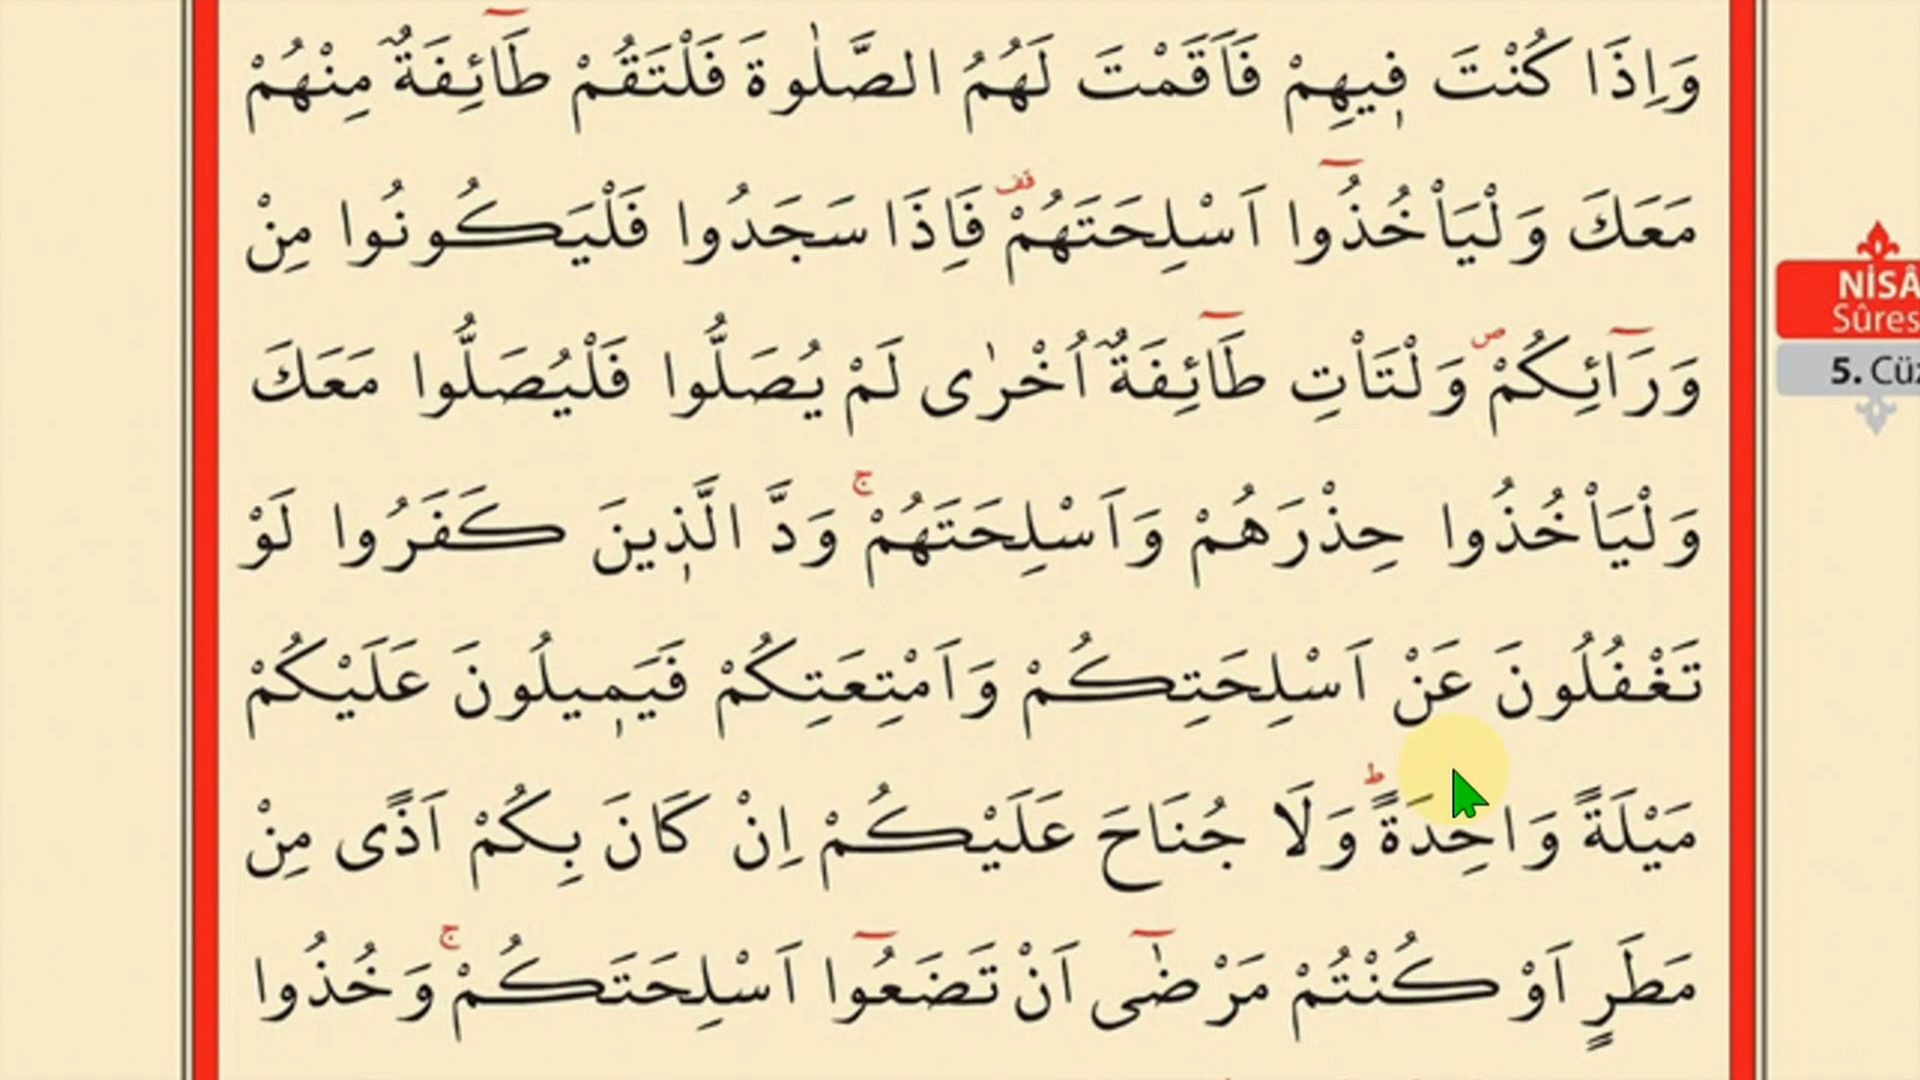 وَاِذَا كُنْتَ ف۪يهِمْ فَاَقَمْتَ لَهُمُ الصَّلٰوةَ فَلْتَقُمْ طَٓائِفَةٌ مِنْهُمْ
مَعَكَ وَلْيَأْخُذُٓوا اَسْلِحَتَهُمْ۠ فَاِذَا سَجَدُوا فَلْيَكُونُوا مِنْ
وَرَٓائِكُمْۖ وَلْتَأْتِ طَٓائِفَةٌ اُخْرٰى لَمْ يُصَلُّوا فَلْيُصَلُّوا مَعَكَ
وَلْيَأْخُذُوا حِذْرَهُمْ وَاَسْلِحَتَهُمْۚ وَدَّ الَّذ۪ينَ كَفَرُوا لَوْ
تَغْفُلُونَ عَنْ اَسْلِحَتِكُمْ وَاَمْتِعَتِكُمْ فَيَم۪يلُونَ عَلَيْكُمْ
مَيْلَةً وَاحِدَةًۜ وَلَا جُنَاحَ عَلَيْكُمْ اِنْ كَانَ بِكُمْ اَذًى مِنْ
مَطَرٍ اَوْ كُنْتُمْ مَرْضٰٓى اَنْ تَضَعُٓوا اَسْلِحَتَكُمْۚ وَخُذُوا
NİSÂ
Sûres
5. Cüz